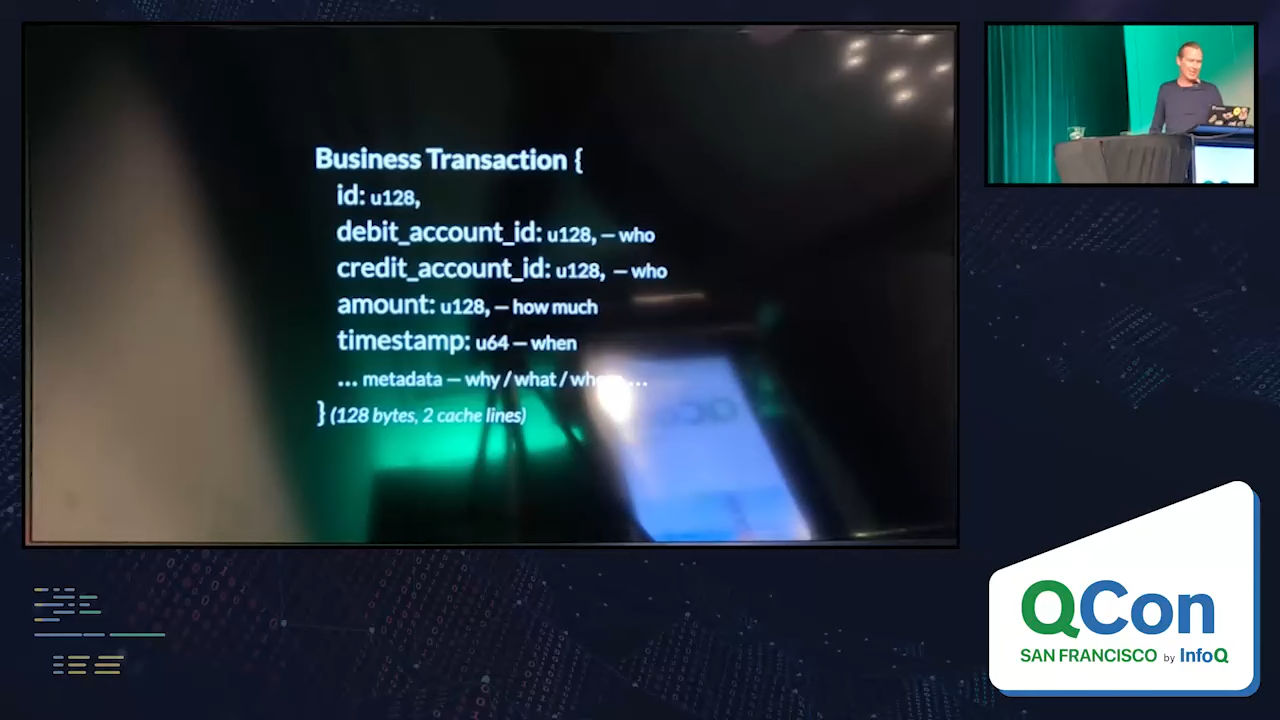 Business Transaction {
id: u128,
debit_account_id: u128, — who
credit_account_id: u128, — who
amount: u128, — how much
timestamp: u64 — when
... metadata — why / what / ...
} (128 bytes, 2 cache lines)
QCon
SAN FRANCISCO by InfoQ